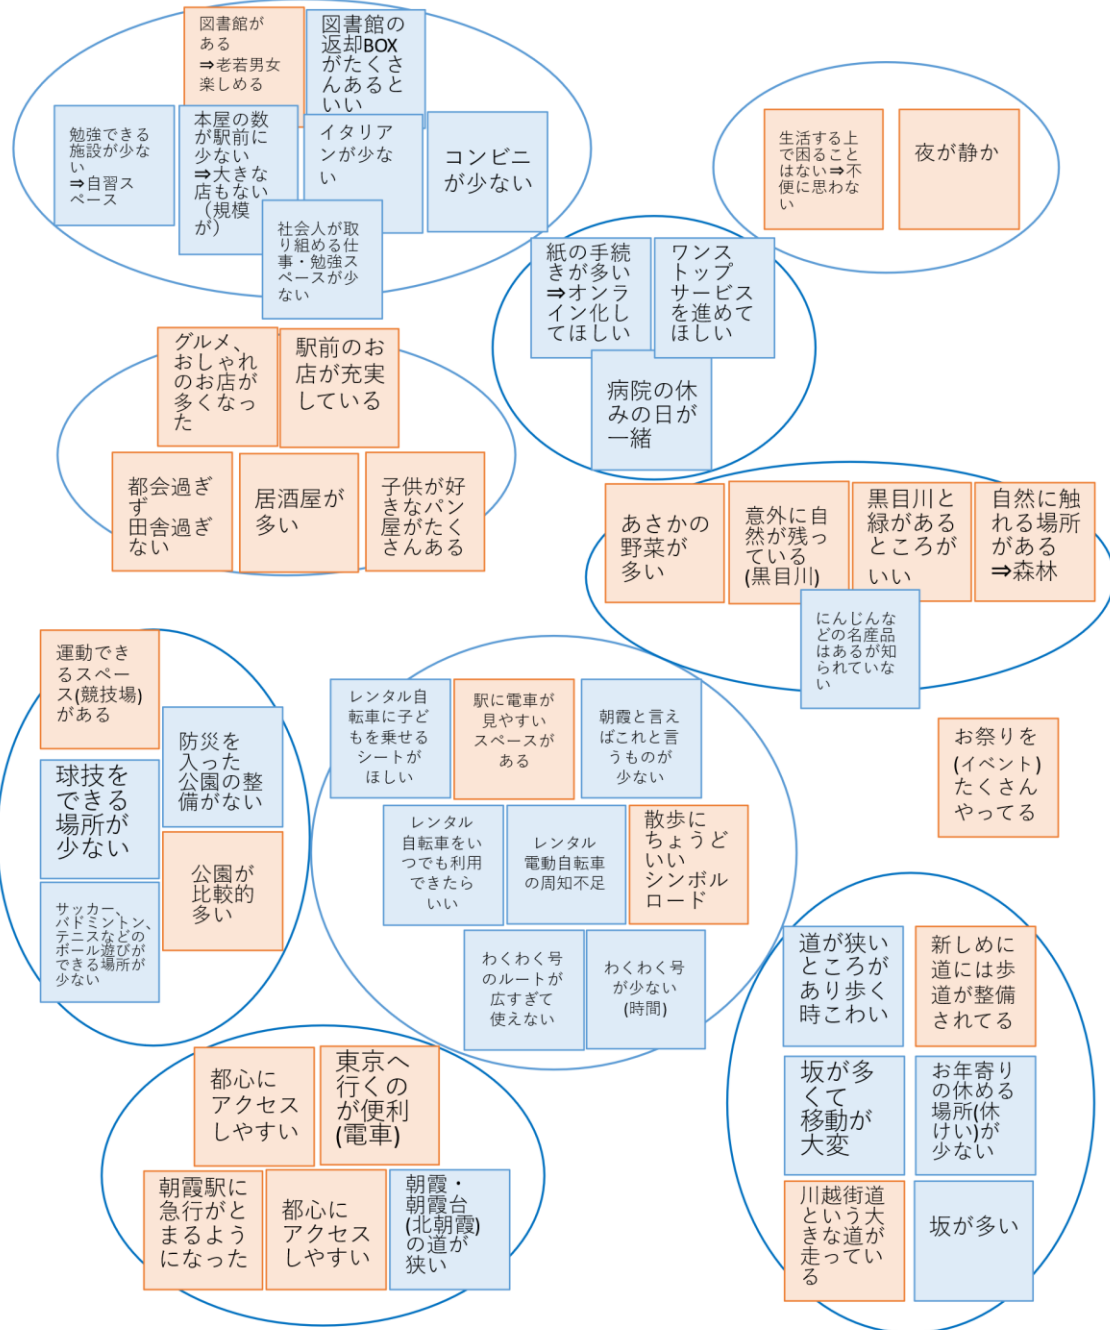 図書館が
ある
⇒老若男女
楽しめる
図書館の
返却BOX
がたくさ
んあると
いい
勉強できる
施設が少な
い
⇒自習ス
ペース
本屋の数
が駅前に
少ない
⇒大きな
店もない
（規模
が）
イタリア
ンが少な
い
コンビニ
が少ない
社会人が取
り組める仕
事・勉強ス
ペースが少
ない
生活する上
で困ること
はない⇒不
便に思わな
い
夜が静か
紙の手続
きが多い
⇒オンラ
イン化し
てほしい
ワンス
トップ
サービス
を進めて
ほしい
病院の休
みの日が
一緒
グルメ、
おしゃれ
のお店が
多くなっ
た
駅前のお
店が充実
している
都会過ぎ
ず
田舎過ぎ
ない
居酒屋が
多い
子供が好
きなパン
屋がたく
さんある
あさかの
野菜が
多い
意外に自
然が残っ
ている
(黒目川)
黒目川と
緑がある
ところが
いい
自然に触
れる場所
がある
⇒森林
にんじんな
どの名産品
はあるが知
られていな
い
運動でき
るスペー
ス(競技場)
がある
防災を
入った
公園の整
備がない
球技を
できる
場所が
少ない
公園が
比較的
多い
サッカー、
バドミントン、
テニスなどの
ボール遊びが
できる場所が
少ない
レンタル自
転車に子ど
もを乗せる
シートが
ほしい
駅に電車が
見やすい
スペースが
ある
朝霞と言え
ばこれと言
うものが
少ない
レンタル
自転車をい
つでも利用
できたら
いい
レンタル
電動自転車
の周知不足
散歩に
ちょうど
いい
シンボル
ロード
わくわく号
のルートが
広すぎて
使えない
わくわく号
が少ない
(時間)
お祭りを
(イベント)
たくさん
やってる
道が狭い
ところが
あり歩く
時こわい
新しめに
道には歩
道が整備
されてる
坂が多
くて
移動が
大変
お年寄り
の休める
場所(休
けい)が
少ない
川越街道
という大
きな道が
走ってい
る
坂が多い
都心に
アクセス
しやすい
東京へ
行くの
が便利
(電車)
朝霞駅に
急行がと
まるよう
になった
都心に
アクセス
しやすい
朝霞・
朝霞台
(北朝霞)
の道が
狭い